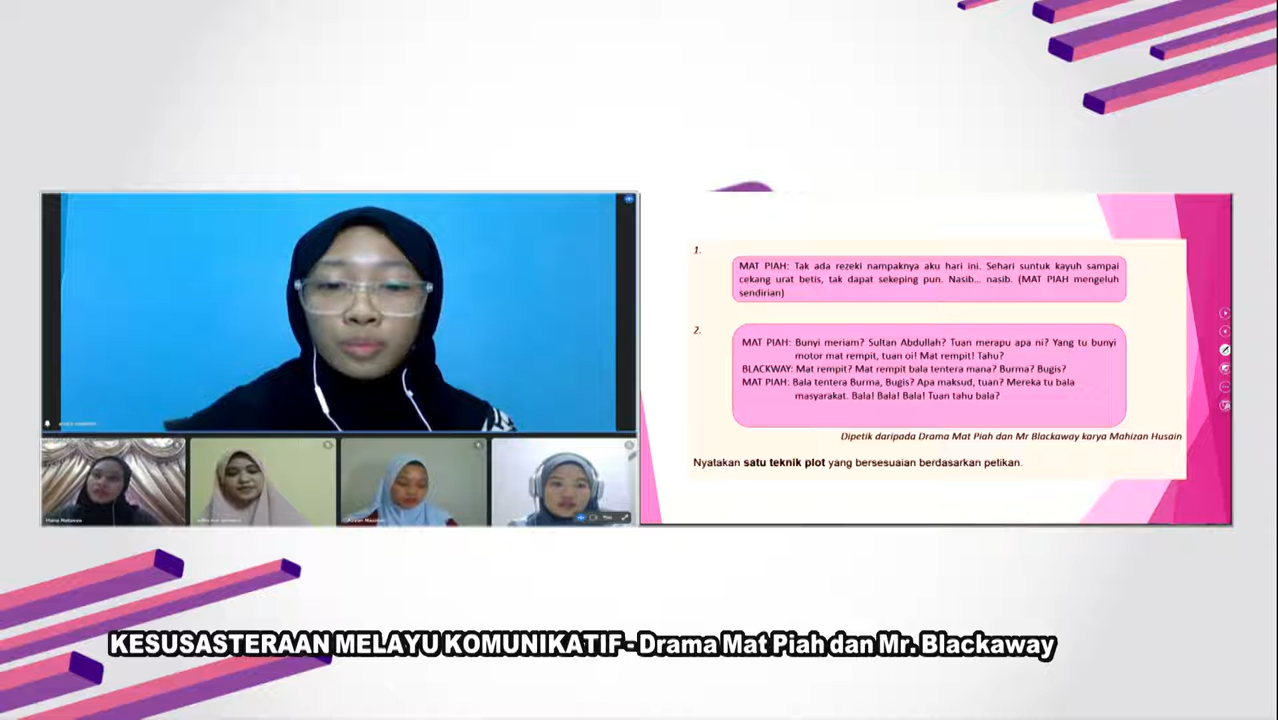 1.
MAT PIAH: Tak ada rezeki nampaknya aku hari ini. Sehari suntuk kayuh sampai
cekang urat betis, tak dapat sekeping pun. Nasib... nasib. (MAT PIAH mengeluh
sendirian)
2.
MAT PIAH: Bunyi meriam? Sultan Abdullah? Tuan merapu apa ni? Yang tu bunyi
motor mat rempit, tuan oi! Mat rempit! Tahu?
BLACKWAY: Mat rempit? Mat rempit bala tentera mana? Burma? Bugis?
MAT PIAH: Bala tentera Burma, Bugis? Apa maksud, tuan? Mereka tu bala
masyarakat. Bala! Bala! Bala! Tuan tahu bala?
Dipetik daripada Drama Mat Piah dan Mr Blackaway karya Mahizan Husain
Nyatakan satu teknik plot yang bersesuaian berdasarkan petikan.
KESUSASTERAAN MELAYU KOMUNIKATIF - Drama Mat Piah dan Mr. Blackaway